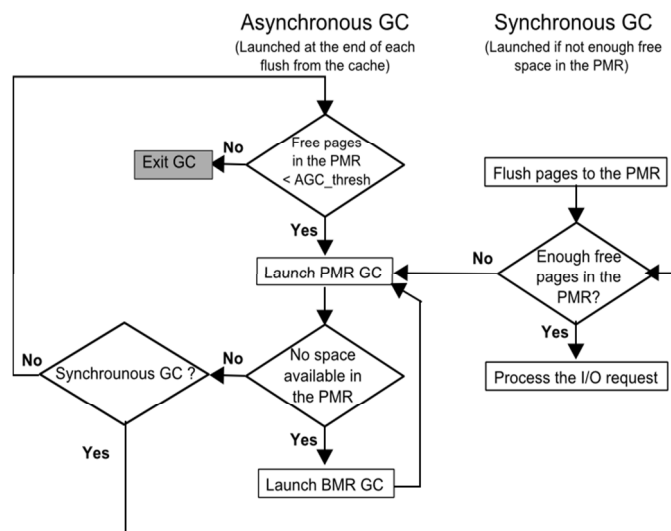 Asynchronous GC
(Launched at the end of each
flush from the cache)
Synchronous GC
(Launched if not enough free
space in the PMR)
No
Exit GC
Free pages
in the PMR
< AGC_thresh
Flush pages to the PMR
Yes
No
Launch PMR GC
Enough free
pages in the
PMR?
No
Synchrounous GC ?
No
No space
available in
the PMR
Yes
Process the I/O request
Yes
Yes
Launch BMR GC